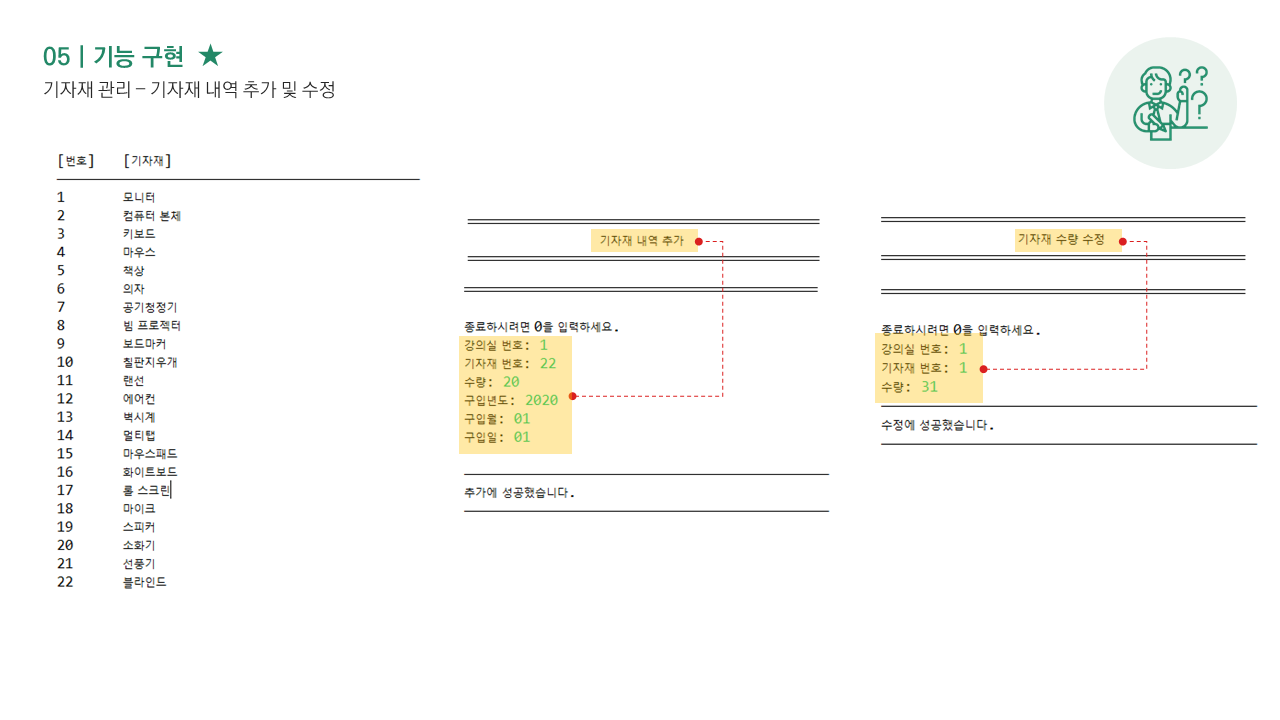 05 | 기능 구현 ★
기자재 관리 – 기자재 내역 추가 및 수정
[번호] [기자재]
1 모니터
2 컴퓨터 본체
3 키보드
4 마우스
5 책상
6 의자
7 공기청정기
8 빔 프로젝터
9 보드마커
10 칠판지우개
11 랜선
12 에어컨
13 벽시계
14 멀티탭
15 마우스패드
16 화이트보드
17 롤 스크린
18 마이크
19 스피커
20 소화기
21 선풍기
22 블라인드
기자재 내역 추가
종료하시려면 0을 입력하세요.
강의실 번호: 1
기자재 번호: 22
수량: 20
구입년도: 2020
구입월: 01
구입일: 01
추가에 성공했습니다.
기자재 수량 수정
종료하시려면 0을 입력하세요.
강의실 번호: 1
기자재 번호: 1
수량: 31
수정에 성공했습니다.
? ? ?